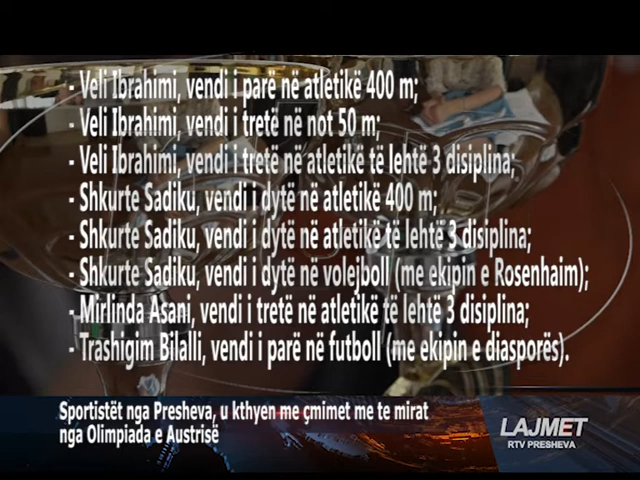 - Veli Ibrahimi, vendi i parë në atletikë 400 m;
- Veli Ibrahimi, vendi i tretë në not 50 m;
- Veli Ibrahimi, vendi i tretë në atletikë të lehtë 3 disiplina;
- Shkurte Sadiku, vendi i dytë në atletikë 400 m;
- Shkurte Sadiku, vendi i dytë në atletikë të lehtë 3 disiplina;
- Shkurte Sadiku, vendi i dytë në volejboll (me ekipin e Rosenhaim);
- Mirlinda Asani, vendi i tretë në atletikë të lehtë 3 disiplina;
- Trashigim Bilalli, vendi i parë në futboll (me ekipin e diasporës).
Sportistët nga Presheva, u kthyen me çmimet me te mirat
nga Olimpiada e Austrisë
LAJMET
RTV PRESHEVA